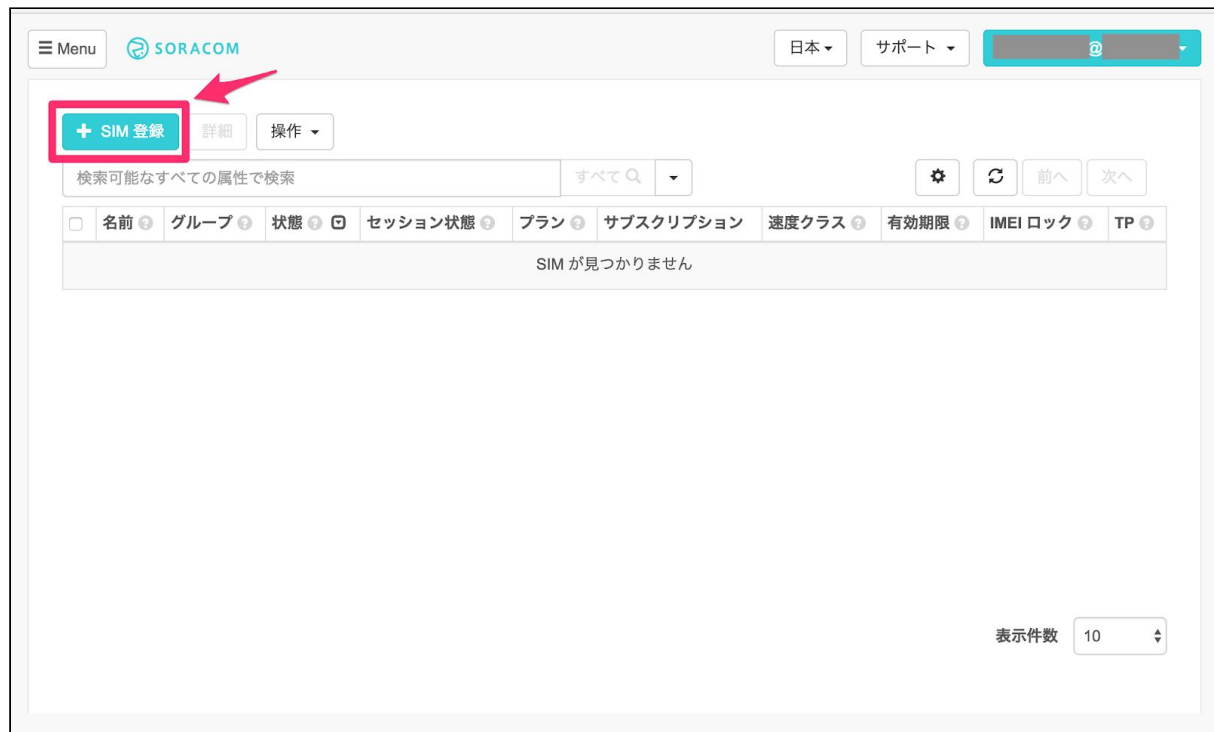 Menu SORACOM 日本 サポート @
+ SIM 登録 詳細 操作
検索可能なすべての属性で検索 すべて 前へ 次へ
名前 グループ 状態 セッション状態 プラン サブスクリプション 速度クラス 有効期限 IMEI ロック TP
SIM が見つかりません
表示件数 10